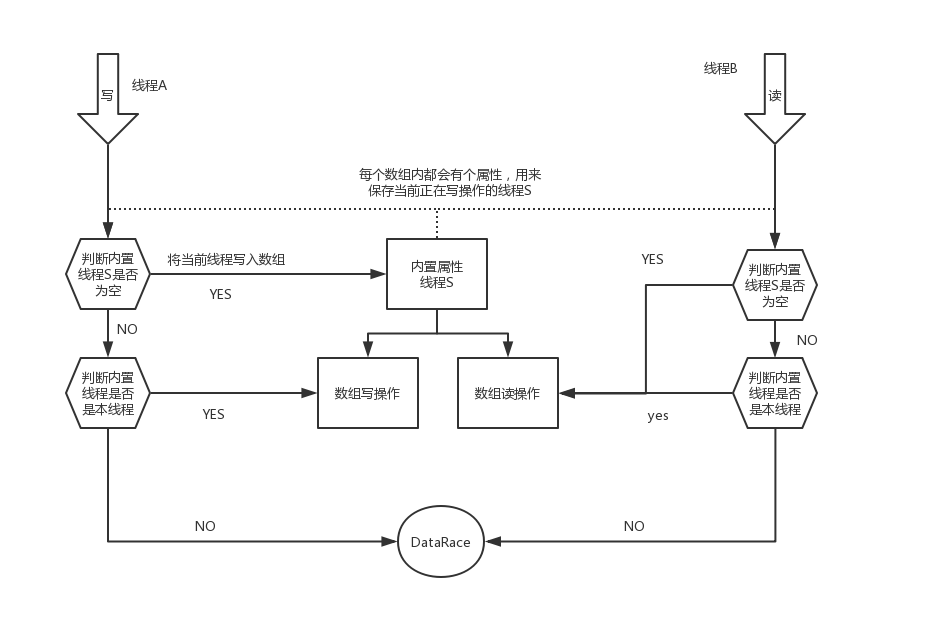 线程A
线程B
写
读
每个数组内都会有个属性，用来
保存当前正在写操作的线程S
判断内置
线程S是否
为空
将当前线程写入数组
YES
内置属性
线程S
YES
判断内置
线程S是否
为空
NO
NO
判断内置
线程是否
是本线程
YES
数组写操作
数组读操作
yes
判断内置
线程是否
是本线程
NO
NO
DataRace